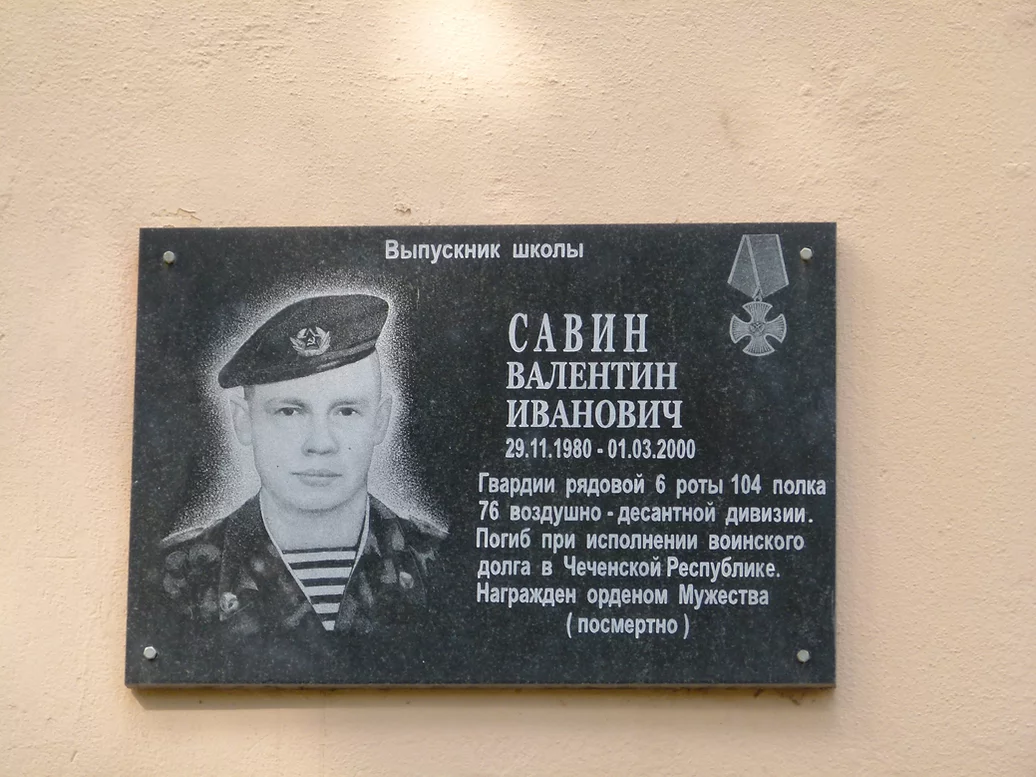 Выпускник школы
САВИН
ВАЛЕНТИН
ИВАНОВИЧ
29.11.1980 - 01.03.2000
Гвардии рядовой 6 роты 104 полка
76 воздушно - десантной дивизии.
Погиб при исполнении воинского
долга в Чеченской Республике.
Награжден орденом Мужества
( посмертно )